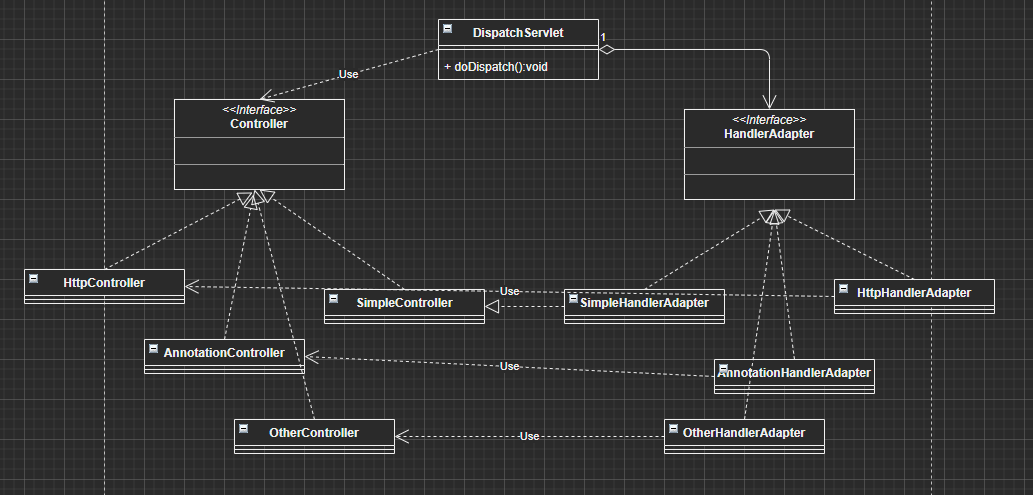 DispatchServlet
1
+ doDispatch():void
Use
<<Interface>>
Controller
<<Interface>>
HandlerAdapter
HttpController
Use
HttpHandlerAdapter
SimpleController
SimpleHandlerAdapter
AnnotationController
Use
AnnotationHandlerAdapter
OtherController
Use
OtherHandlerAdapter